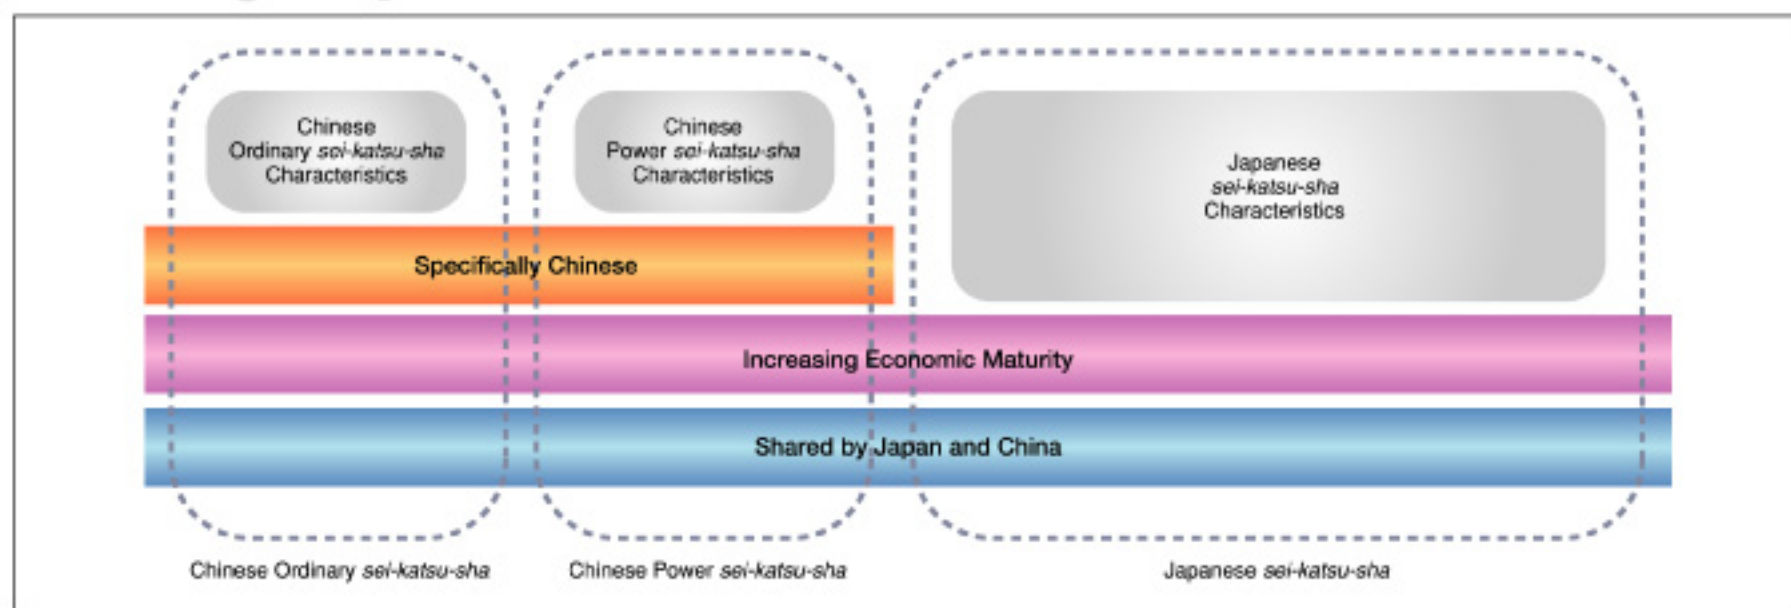 Chinese
Ordinary sei-katsu-sha
Characteristics
Chinese
Power sei-katsu-sha
Characteristics
Japanese
sei-katsu-sha
Characteristics
Specifically Chinese
Increasing Economic Maturity
Shared by Japan and China
Chinese Ordinary sei-katsu-sha
Chinese Power sei-katsu-sha
Japanese sei-katsu-sha